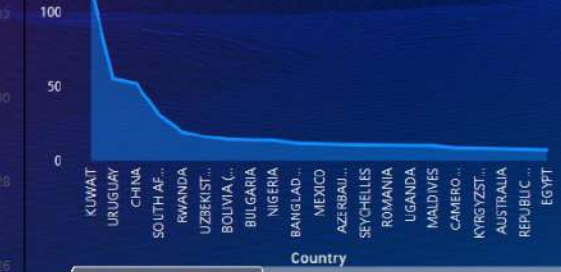 100
50
0
KUWAIT
URUGUAY
CHINA
SOUTH AF...
RWANDA
UZBEKIST...
BOLIVIA (...
BULGARIA
NIGERIA
BANGLAD...
MEXICO
AZERBAIJ...
SEYCHELLES
ROMANIA
UGANDA
MALDIVES
CAMERO...
KYRGYZST...
AUSTRALIA
REPUBLIC ...
EGYPT
Country